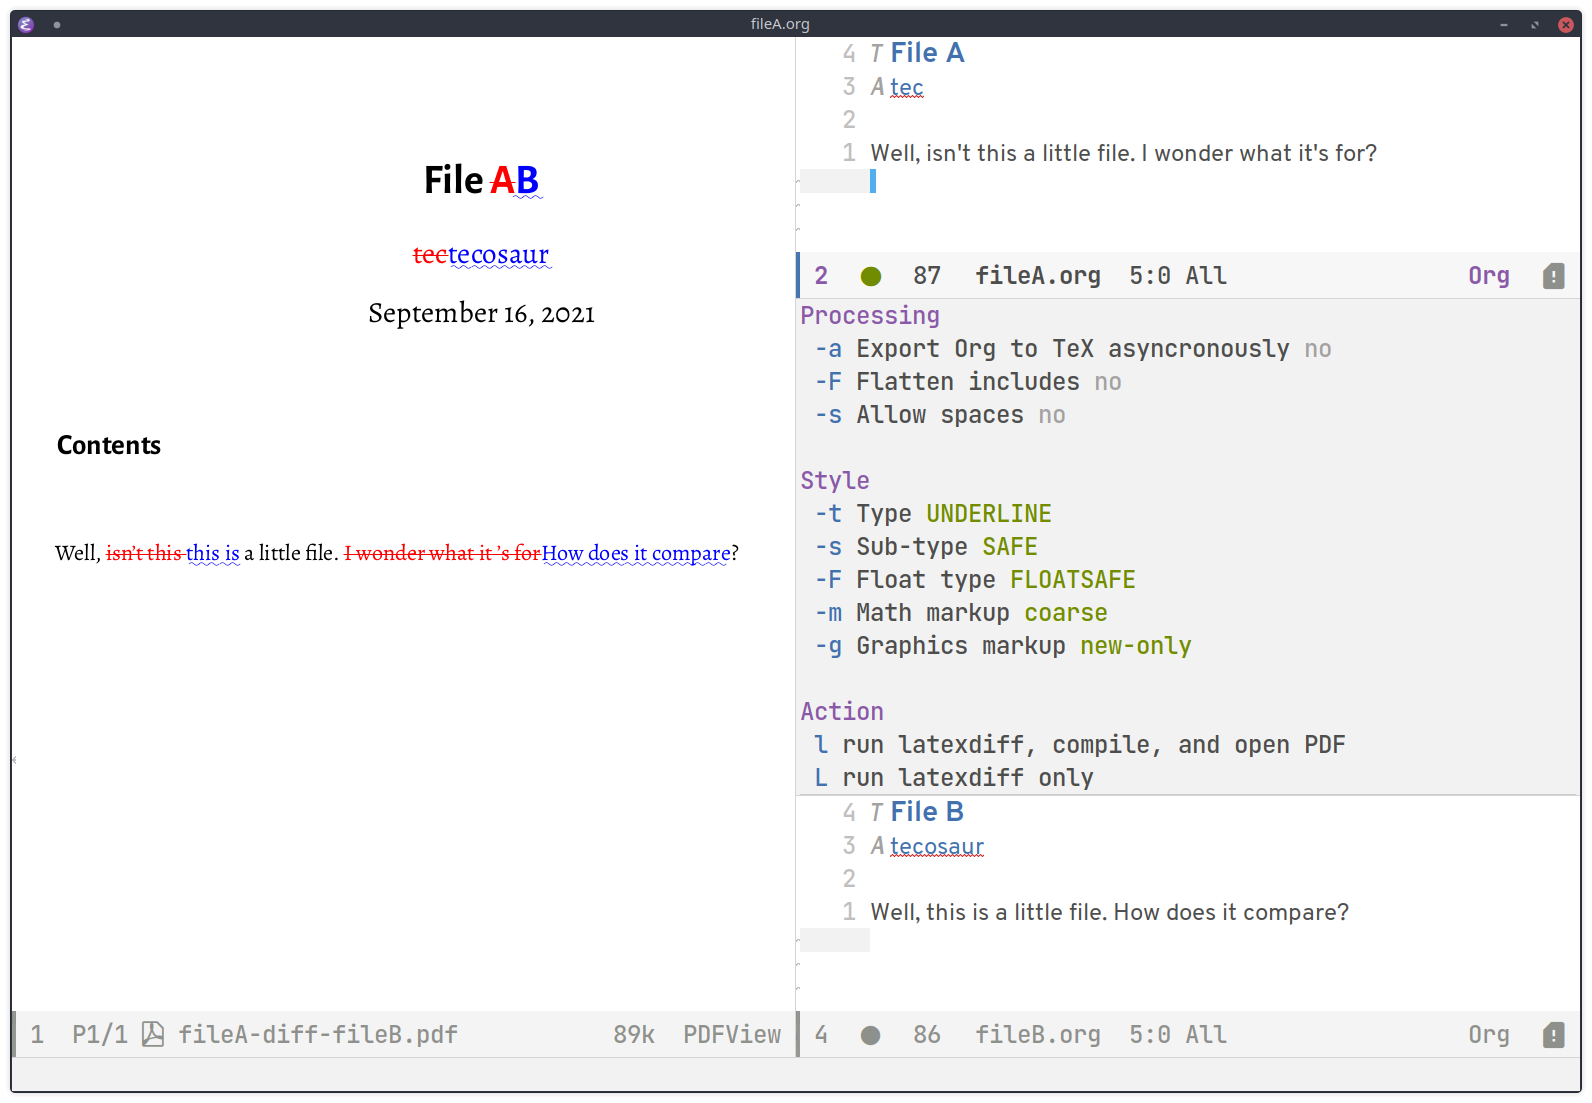 fileA.org
File AB
tectecosaur
September 16, 2021
Contents
Well, isn't this this is a little file. I wonder what it 's forHow does it compare?
1 P1/1 fileA-diff-fileB.pdf 89k PDFView
4 T File A
3 A tec
2
1 Well, isn't this a little file. I wonder what it's for?
2 87 fileA.org 5:0 All Org
Processing
-a Export Org to TeX asyncronously no
-F Flatten includes no
-s Allow spaces no
Style
-t Type UNDERLINE
-s Sub-type SAFE
-F Float type FLOATSAFE
-m Math markup coarse
-g Graphics markup new-only
Action
l run latexdiff, compile, and open PDF
L run latexdiff only
4 T File B
3 A tecosaur
2
1 Well, this is a little file. How does it compare?
4 86 fileB.org 5:0 All Org